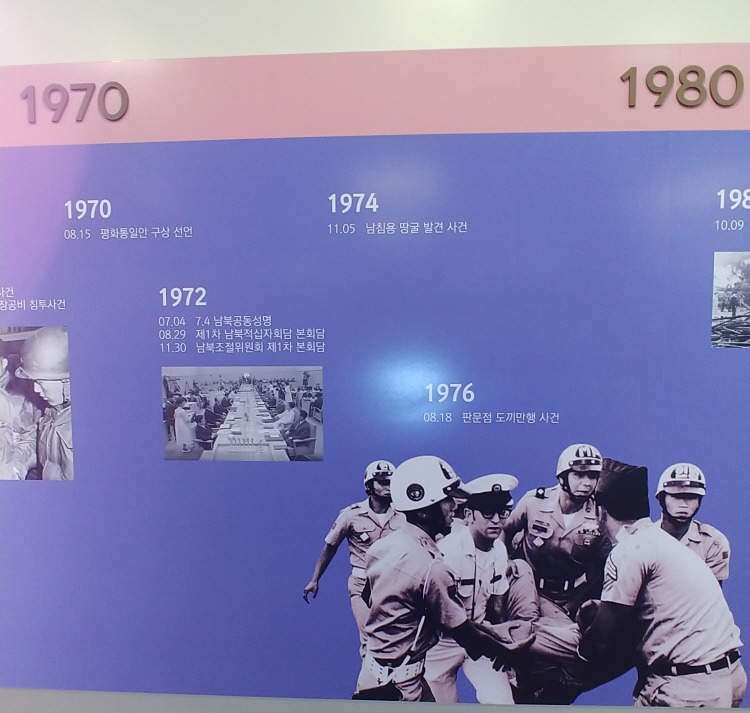 1970
1980
1970
08.15 평화통일안 구상 선언
1974
11.05 남침용 땅굴 발견 사건
198
10.09
사건
장공비 침투사건
1972
07.04 7.4 남북공동성명
08.29 제1차 남북적십자회담 본회담
11.30 남북조절위원회 제1차 본회담
1976
08.18 판문점 도끼만행 사건